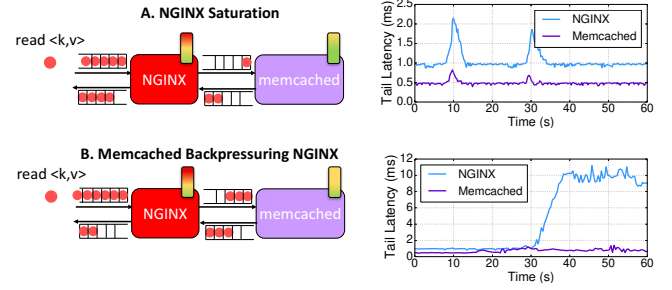 A. NGINX Saturation
read <k,v>
NGINX
memcached
Tail Latency (ms)
2.5
2.0
1.5
1.0
0.5
0.0
NGINX
Memcached
0 10 20 30 40 50 60
Time (s)
B. Memcached Backpressuring NGINX
read <k,v>
NGINX
memcached
Tail Latency (ms)
12
10
8
6
4
2
0
NGINX
Memcached
0 10 20 30 40 50 60
Time (s)